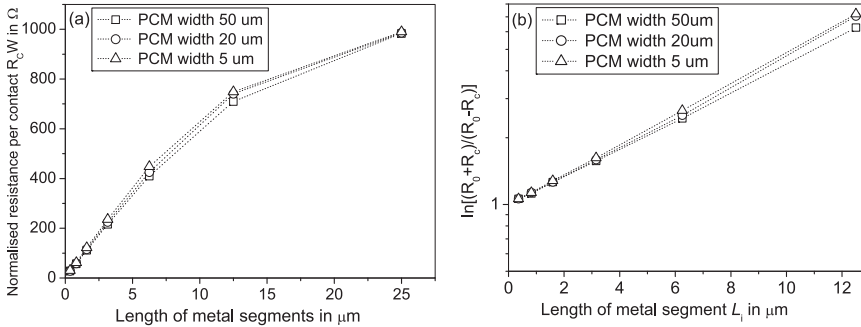 (a)
PCM width 50 um
PCM width 20 um
PCM width 5 um
Normalised resistance per contact RcW in Ω
1000
800
600
400
200
0
0 5 10 15 20 25
Length of metal segments in μm
(b)
PCM width 50um
PCM width 20um
PCM width 5 um
ln[(R₀+Rc)/(R₀-Rc)]
1
0 2 4 6 8 10 12
Length of metal segment Lᵢ in μm